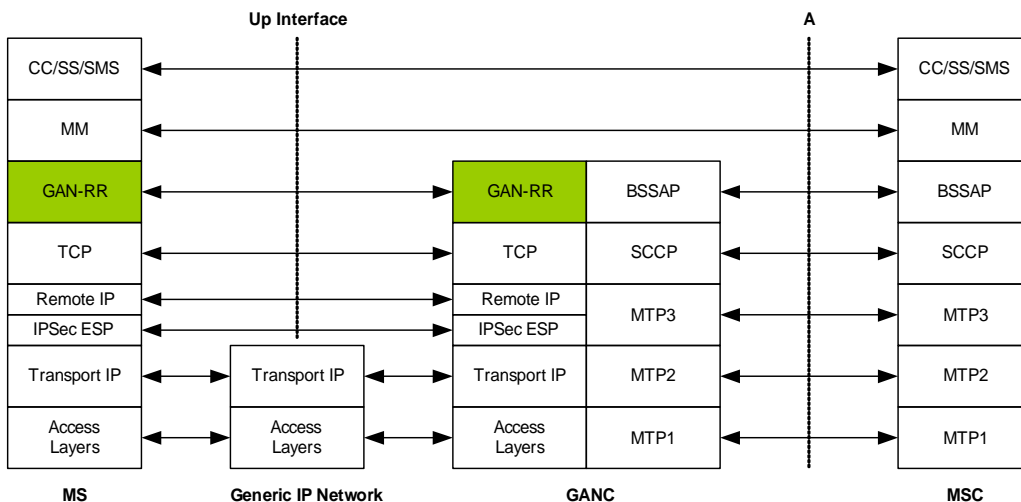 Up Interface
A
CC/SS/SMS
CC/SS/SMS
MM
MM
GAN-RR
GAN-RR
BSSAP
BSSAP
TCP
TCP
SCCP
SCCP
Remote IP
Remote IP
MTP3
MTP3
IPSec ESP
IPSec ESP
Transport IP
Transport IP
Transport IP
MTP2
MTP2
Access
Layers
Access
Layers
Access
Layers
MTP1
MTP1
MS
Generic IP Network
GANC
MSC